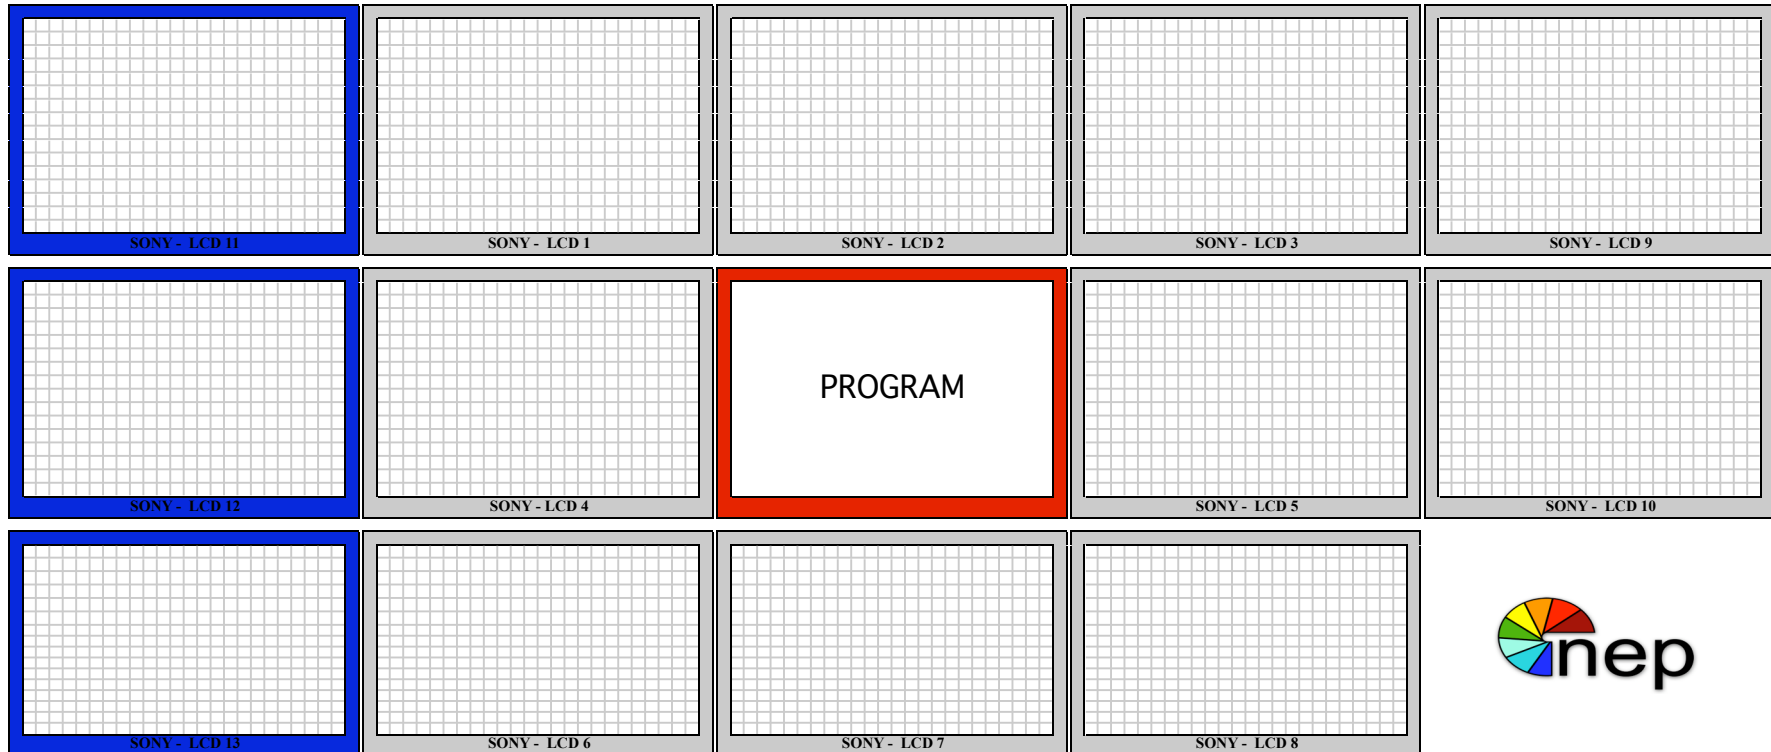 SONY - LCD 11
SONY - LCD 1
SONY - LCD 2
SONY - LCD 3
SONY - LCD 9
PROGRAM
SONY - LCD 12
SONY - LCD 4
SONY - LCD 5
SONY - LCD 10
SONY - LCD 13
SONY - LCD 6
SONY - LCD 7
SONY - LCD 8
nep